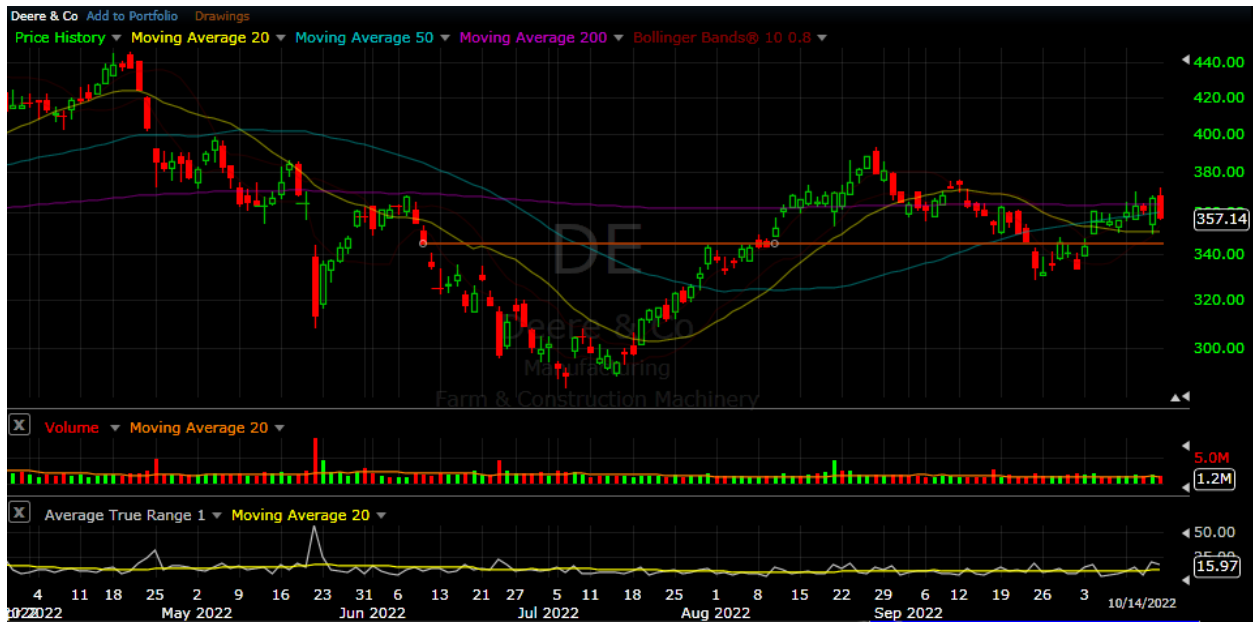 Deere & Co Add to Portfolio Drawings
Price History Moving Average 20 Moving Average 50 Moving Average 200 Bollinger Bands® 10 0.8
440.00
420.00
400.00
380.00
357.14
340.00
320.00
300.00
DE
Deere & Co
Manufacturing
Farm & Construction Machinery
X Volume Moving Average 20
5.0M
1.2M
X Average True Range 1 Moving Average 20
50.00
15.97
4 11 18 25 2 9 16 23 31 6 13 21 27 5 11 18 25 1 8 15 22 29 6 12 19 26 3
May 2022 Jun 2022 Jul 2022 Aug 2022 Sep 2022 10/14/2022